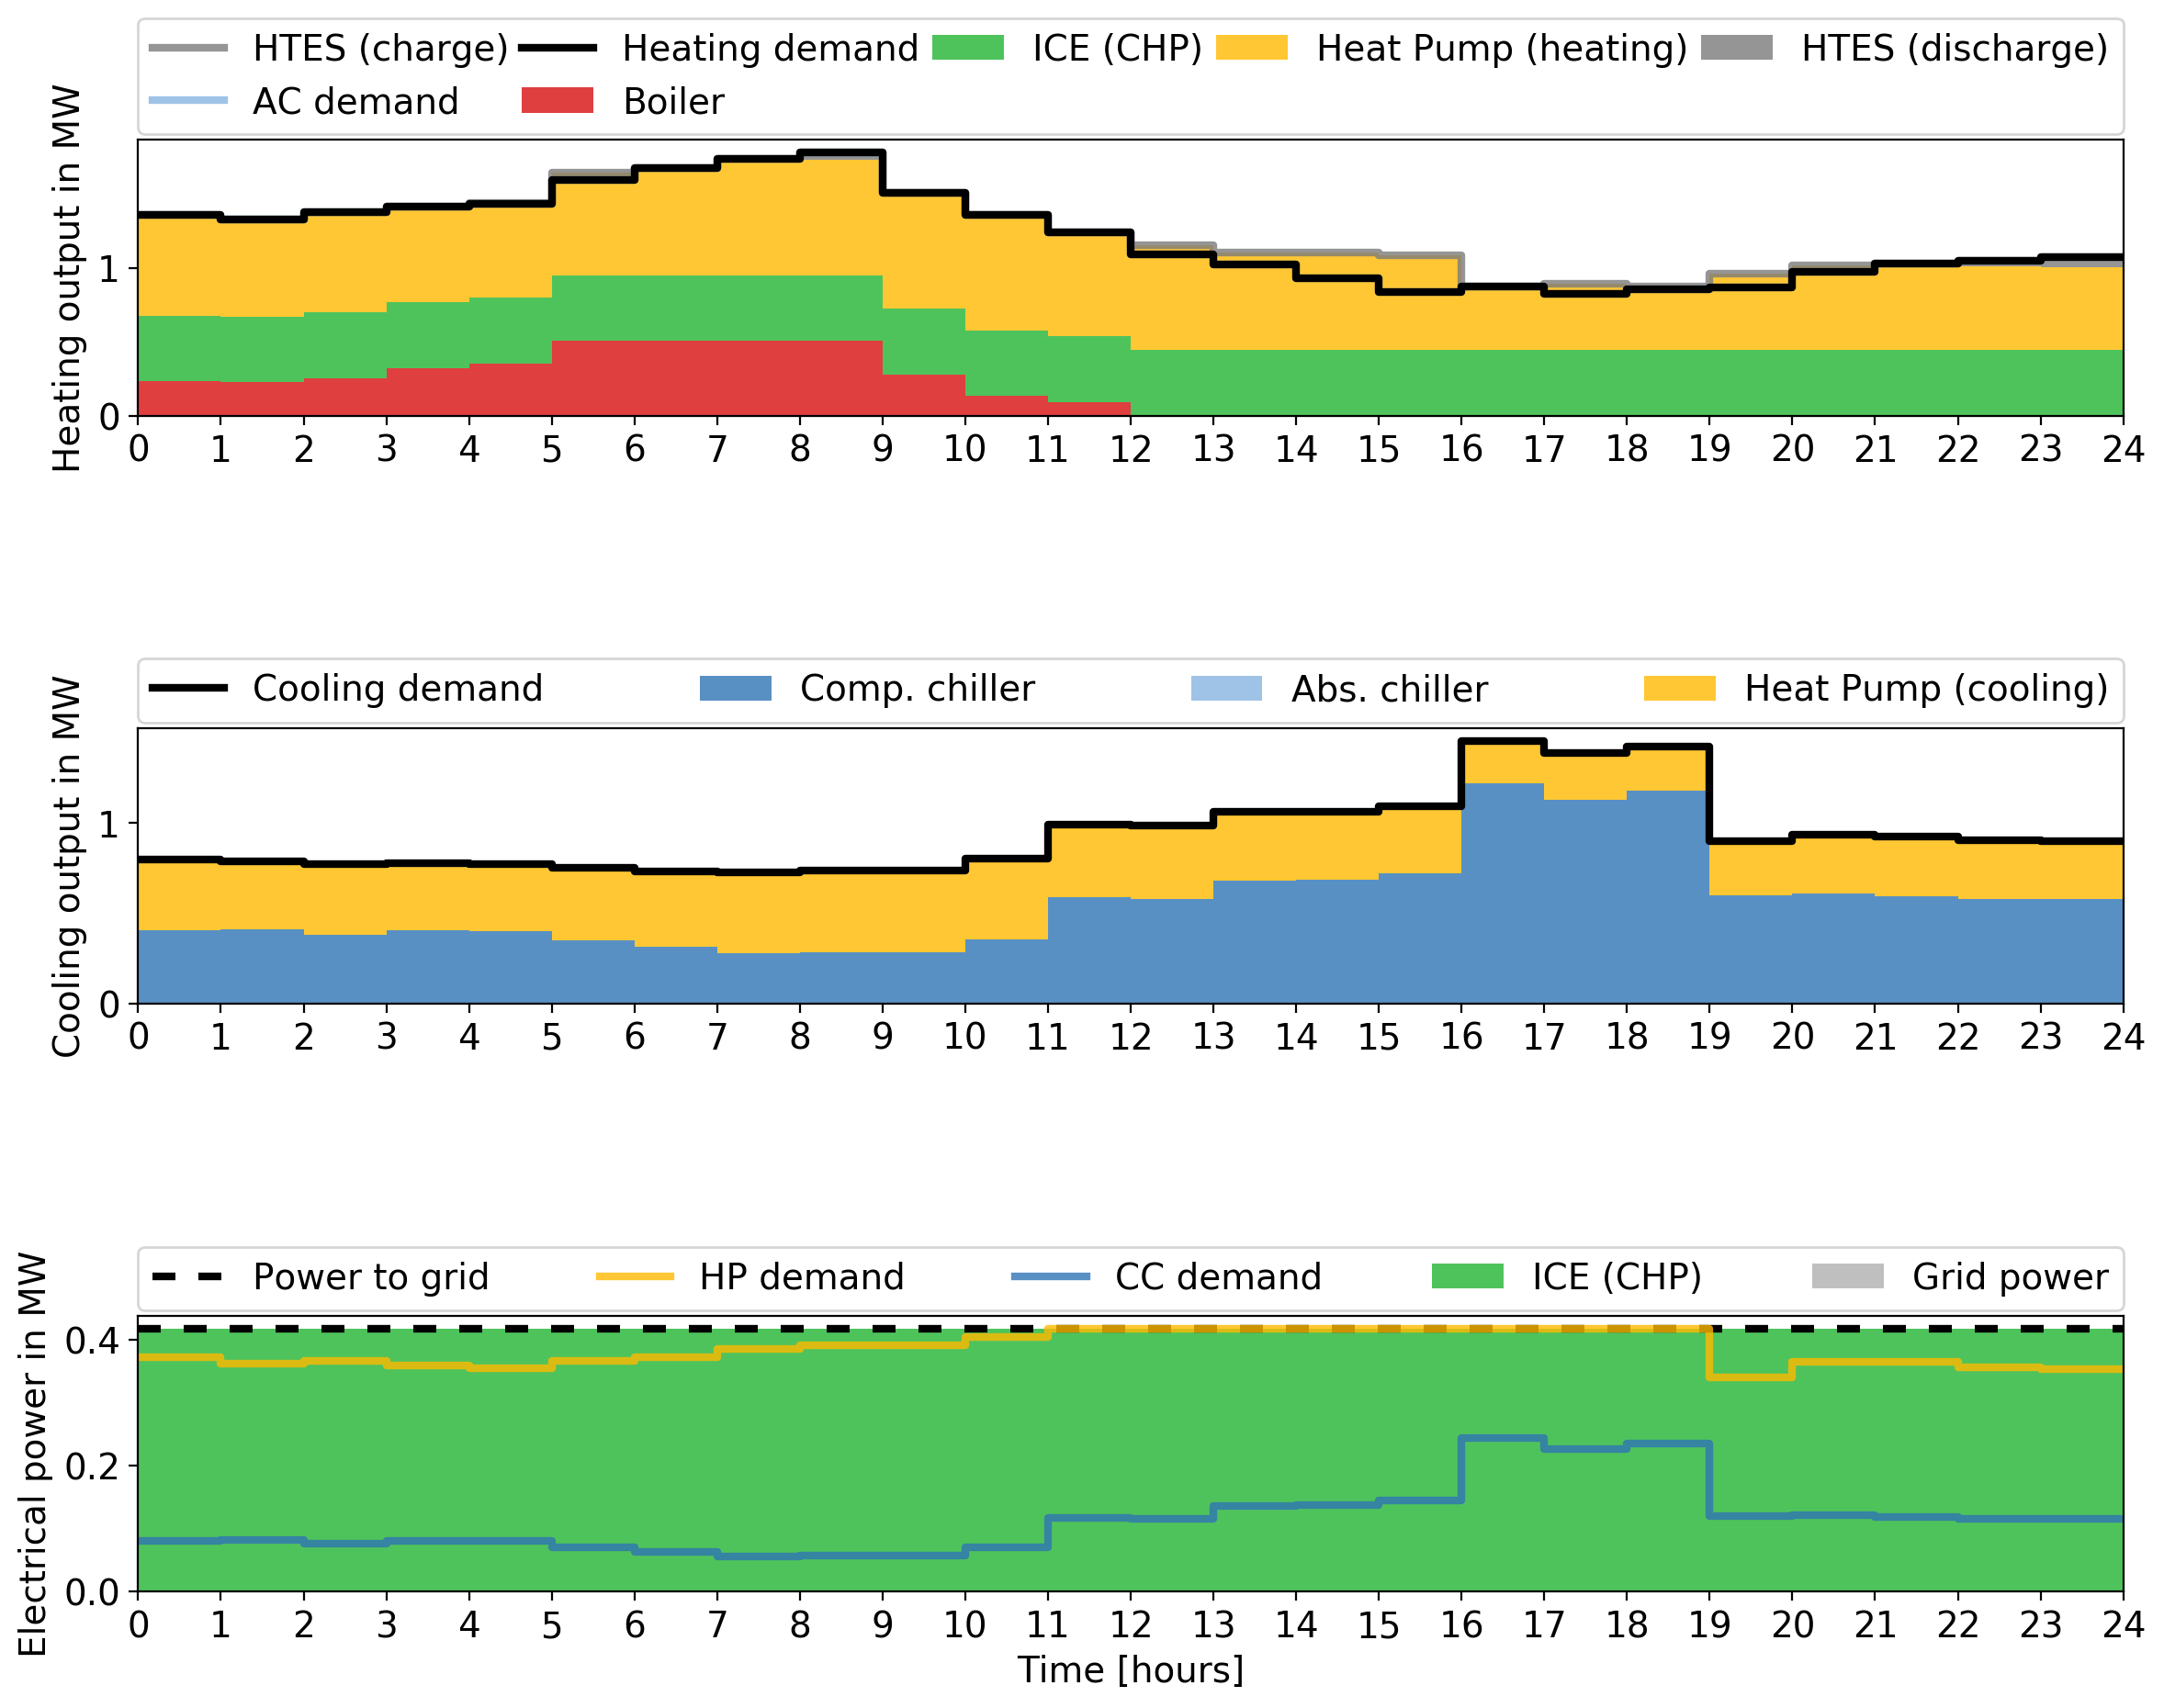 HTES (charge) Heating demand ICE (CHP) Heat Pump (heating) HTES (discharge)
AC demand Boiler
Heating output in MW
1
0
0 1 2 3 4 5 6 7 8 9 10 11 12 13 14 15 16 17 18 19 20 21 22 23 24
Cooling demand Comp. chiller Abs. chiller Heat Pump (cooling)
Cooling output in MW
1
0
0 1 2 3 4 5 6 7 8 9 10 11 12 13 14 15 16 17 18 19 20 21 22 23 24
Power to grid HP demand CC demand ICE (CHP) Grid power
Electrical power in MW
0.4
0.2
0.0
0 1 2 3 4 5 6 7 8 9 10 11 12 13 14 15 16 17 18 19 20 21 22 23 24
Time [hours]